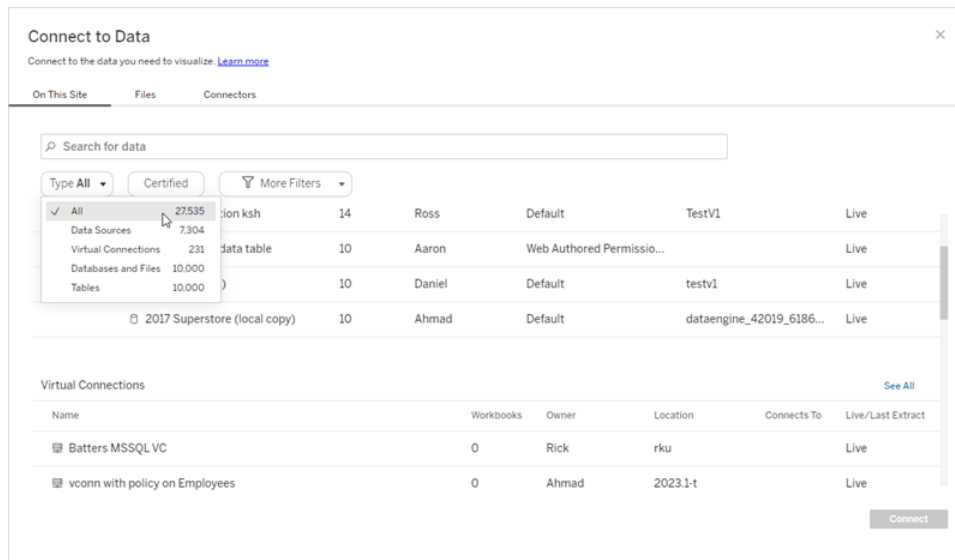 Connect to Data
Connect to the data you need to visualize. Learn more
On This Site Files Connectors
Search for data
Type All Certified More Filters
All 27,535
Data Sources 7,304
Virtual Connections 231
Databases and Files 10,000
Tables 10,000
ion ksh 14 Ross Default TestV1 Live
data table 10 Aaron Web Authored Permissio... Live
) 10 Daniel Default testv1 Live
2017 Superstore (local copy) 10 Ahmad Default dataengine_42019_6186... Live
Virtual Connections See All
Name Workbooks Owner Location Connects To Live/Last Extract
Batters MSSQL VC 0 Rick rku Live
vconn with policy on Employees 0 Ahmad 2023.1-t Live
Connect